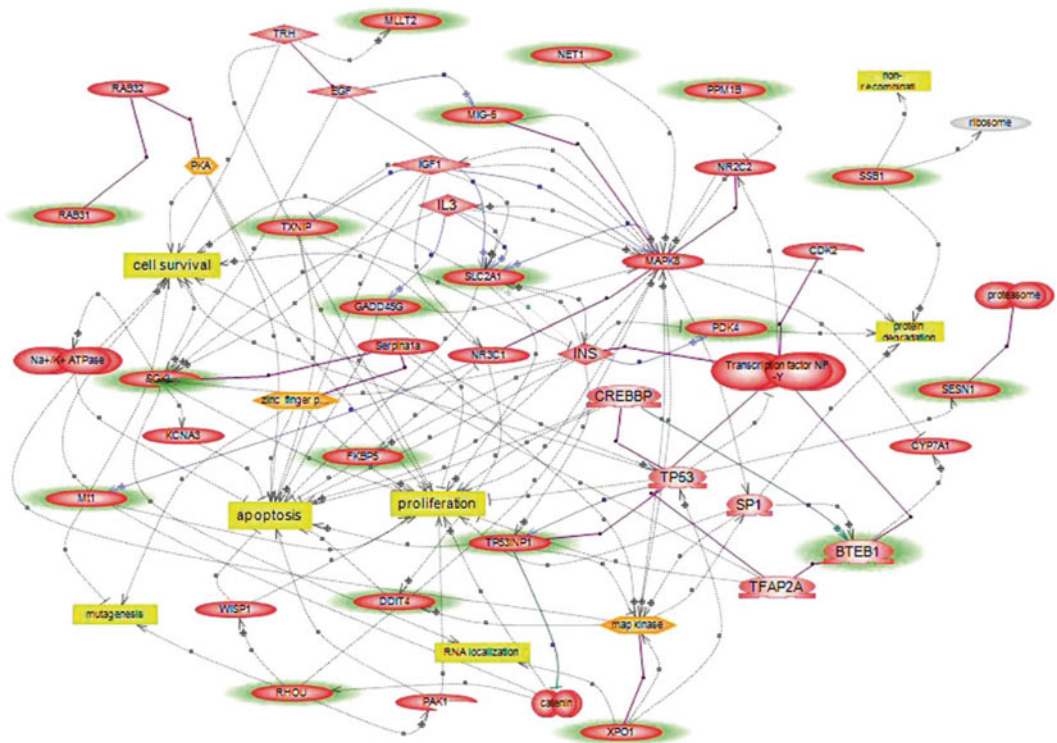 TRH
MLLT2
NET1
RAB32
EGF
MIG-6
PPM1B
non-
recombinati...
ribosome
PKA
IGF1
NR2C2
SSB1
RAB31
IL3
TXNIP
cell survival
SLC2A1
MAPK8
CDK2
GADD45G
proteasome
PDK4
protein
degradation
Na+/K+ ATPase
Serpina1a
NR3C1
INS
Transcription factor NF
-Y
zinc finger p...
CREBBP
SESN1
KCNA3
FKBP5
CYP7A1
TP53
proliferation
SP1
apoptosis
TP53INP1
BTEB1
TFAP2A
mutagenesis
WISP1
DDIT4
map kinase
RNA localization
RHOU
PAK1
catenin
XPO1